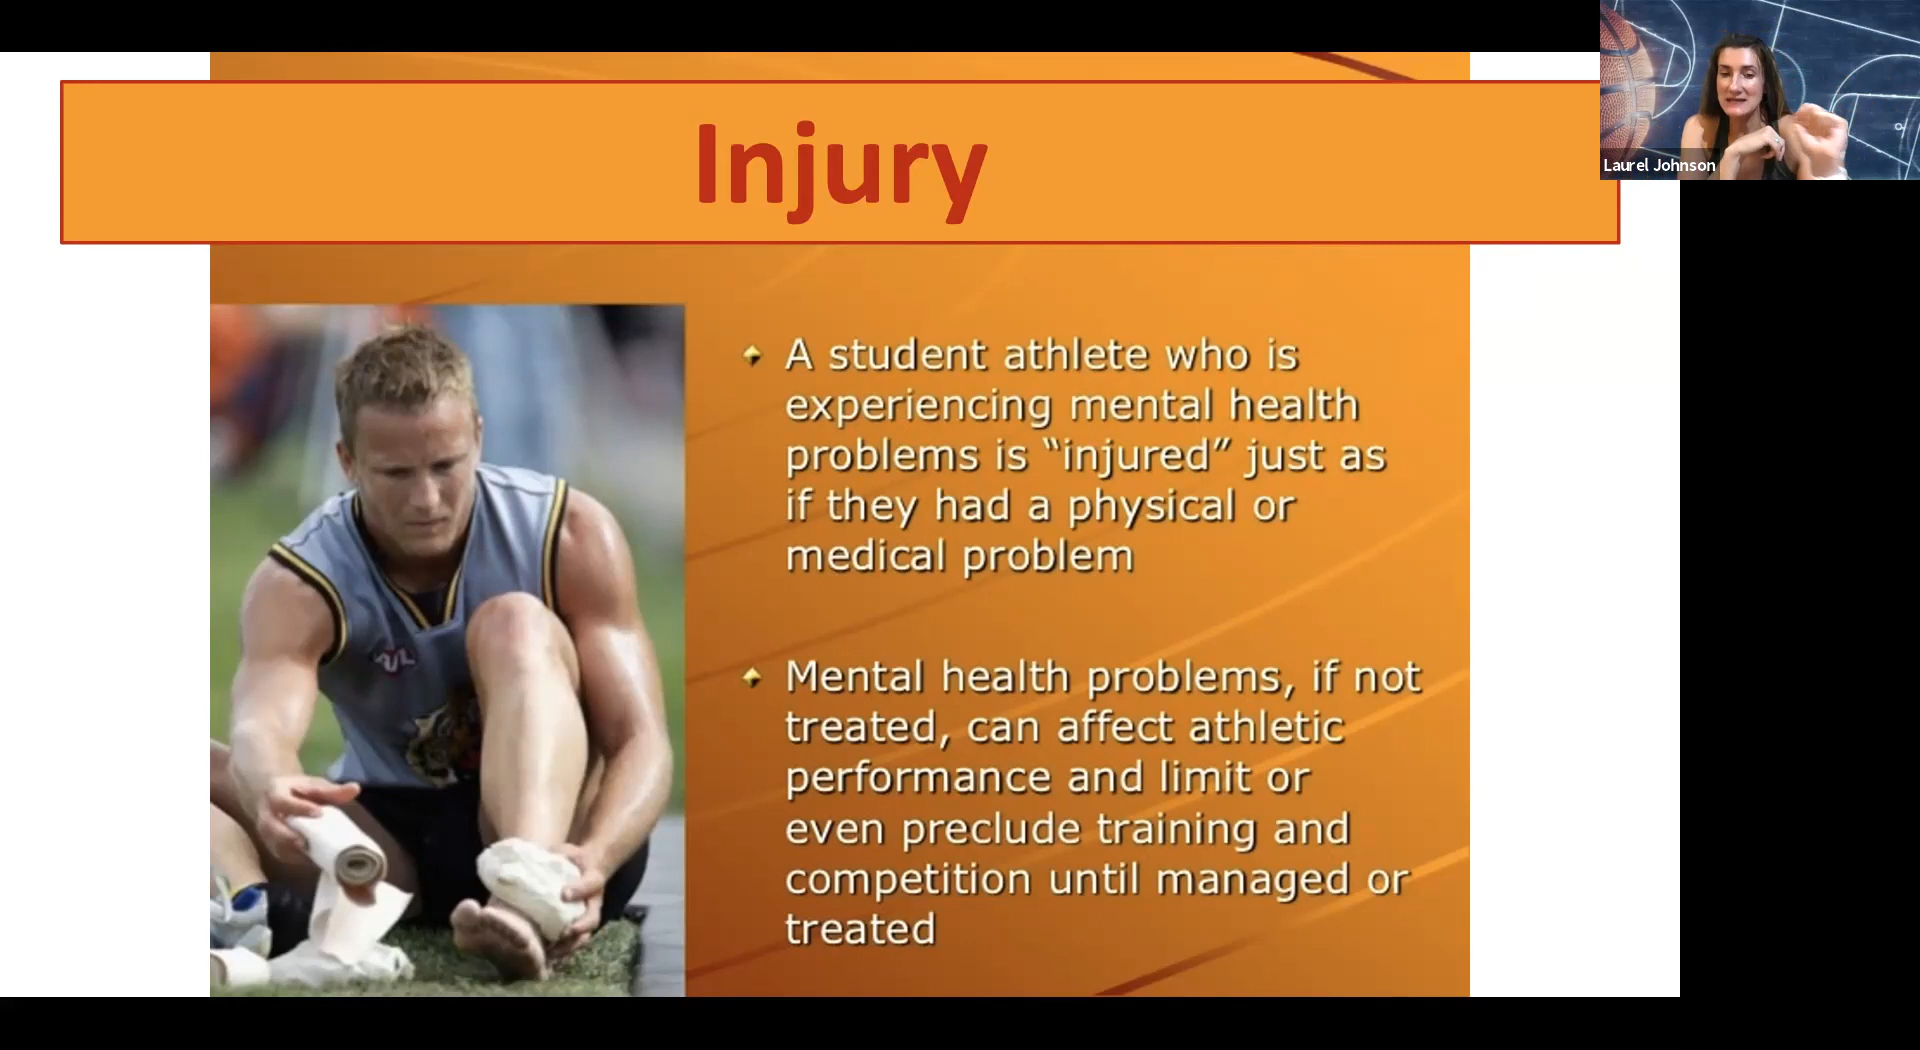 Injury
Laurel Johnson
A student athlete who is
experiencing mental health
problems is “injured” just as
if they had a physical or
medical problem
Mental health problems, if not
treated, can affect athletic
performance and limit or
even preclude training and
competition until managed or
treated